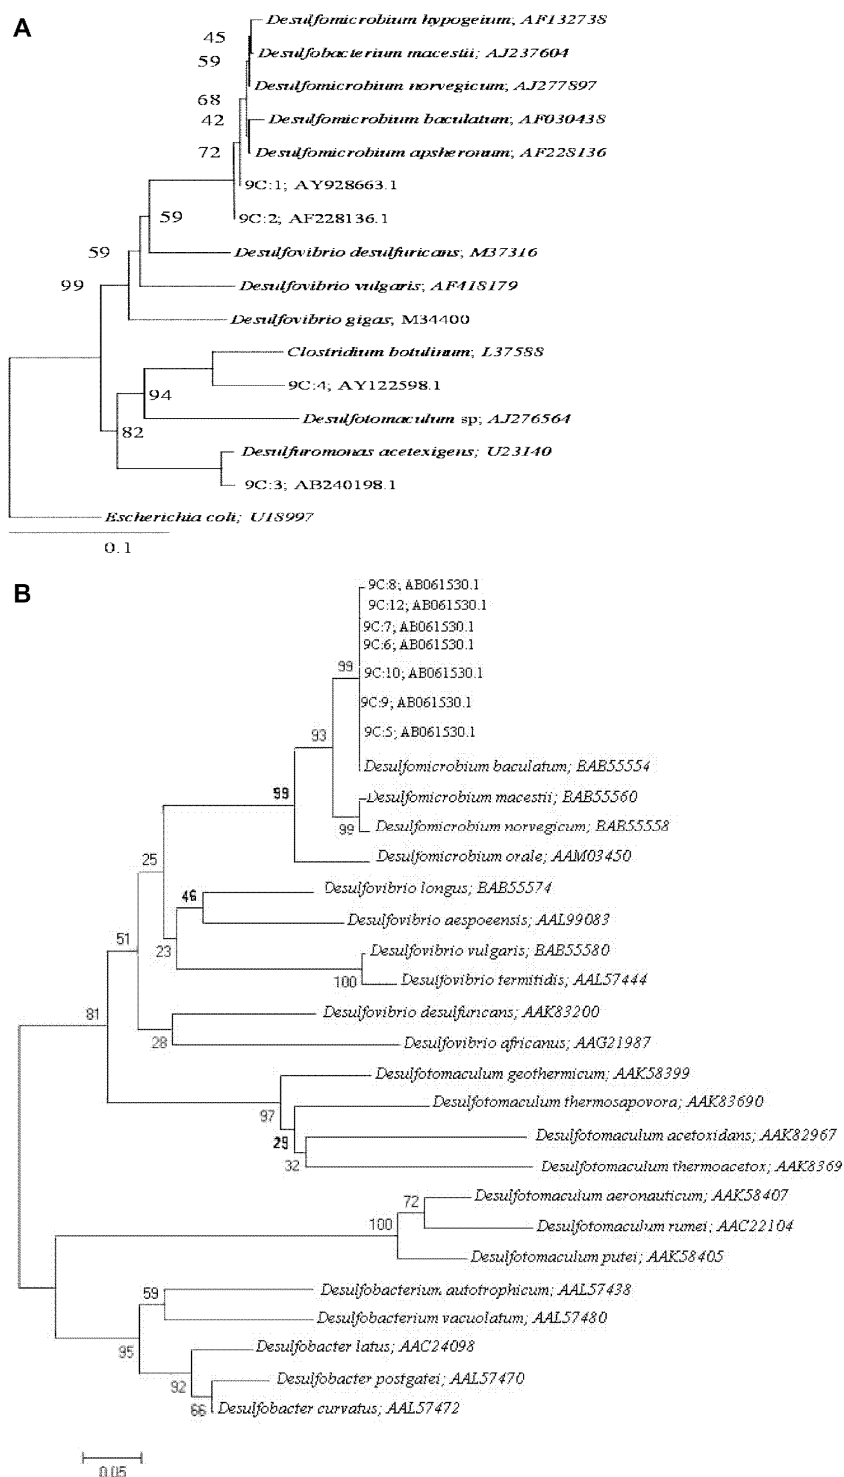 A
Desulfomicrobium hypogeium; AF132738
45
Desulfobacterium macestii; AJ237604
59
Desulfomicrobium norvegicum; AJ277897
68
42
Desulfomicrobium baculatum; AF030438
72
Desulfomicrobium apsheronum; AF228136
9C:1; AY928663.1
59
9C:2; AF228136.1
59
Desulfovibrio desulfuricans; M37316
99
Desulfovibrio vulgaris; AF418179
Desulfovibrio gigas; M34400
Clostridium botulinum; L37588
94
9C:4; AY122598.1
Desulfotomaculum sp; AJ276564
82
Desulfuromonas acetexigens; U23140
9C:3; AB240198.1
Escherichia coli; U18997
0.1
B
9C:8; AB061530.1
9C:12; AB061530.1
9C:7; AB061530.1
9C:6; AB061530.1
99
9C:10; AB061530.1
9C:9; AB061530.1
93
9C:5; AB061530.1
Desulfomicrobium baculatum; BAB55554
99
Desulfomicrobium macestii; BAB55560
99
Desulfomicrobium norvegicum; BAB55558
25
Desulfomicrobium orale; AAM03450
46
Desulfovibrio longus; BAB55574
Desulfovibrio aespoeensis; AAL99083
51
23
Desulfovibrio vulgaris; BAB55580
100
Desulfovibrio termitidis; AAL57444
81
Desulfovibrio desulfuricans; AAK83200
28
Desulfovibrio africanus; AAG21987
Desulfotomaculum geothermicum; AAK58399
97
Desulfotomaculum thermosapovora; AAK83690
29
Desulfotomaculum acetoxidans; AAK82967
32
Desulfotomaculum thermoacetox; AAK8369
72
Desulfotomaculum aeronauticum; AAK58407
100
Desulfotomaculum rumei; AAC22104
Desulfotomaculum putei; AAK58405
59
Desulfobacterium autotrophicum; AAL57438
Desulfobacterium vacuolatum; AAL57480
95
Desulfobacter latus; AAC24098
92
Desulfobacter postgatei; AAL57470
66
Desulfobacter curvatus; AAL57472
0.05